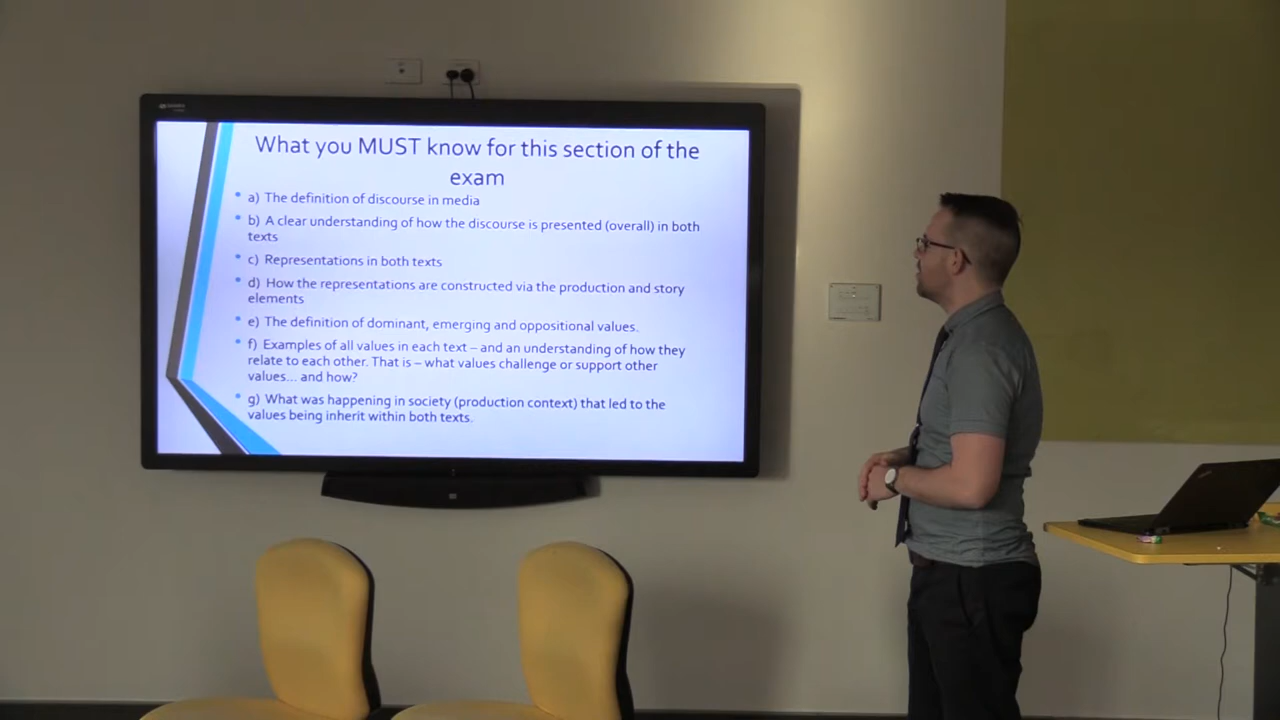 What you MUST know for this section of the
exam
a) The definition of discourse in media
b) A clear understanding of how the discourse is presented (overall) in both
texts
c) Representations in both texts
d) How the representations are constructed via the production and story
elements
e) The definition of dominant, emerging and oppositional values.
f) Examples of all values in each text – and an understanding of how they
relate to each other. That is – what values challenge or support other
values... and how?
g) What was happening in society (production context) that led to the
values being inherit within both texts.